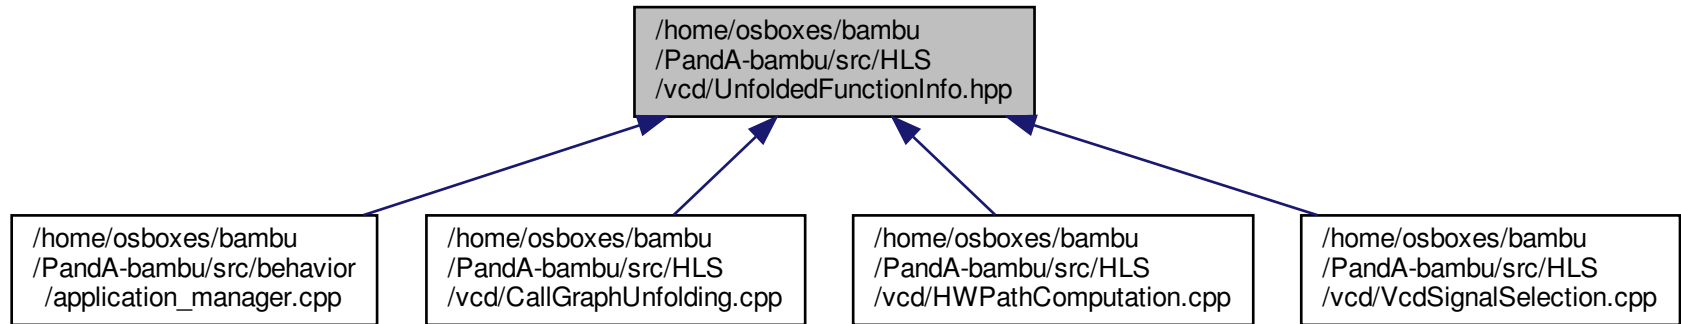 /home/osboxes/bambu
/PandA-bambu/src/HLS
/vcd/UnfoldedFunctionInfo.hpp
/home/osboxes/bambu
/PandA-bambu/src/behavior
/application_manager.cpp
/home/osboxes/bambu
/PandA-bambu/src/HLS
/vcd/CallGraphUnfolding.cpp
/home/osboxes/bambu
/PandA-bambu/src/HLS
/vcd/HWPathComputation.cpp
/home/osboxes/bambu
/PandA-bambu/src/HLS
/vcd/VcdSignalSelection.cpp